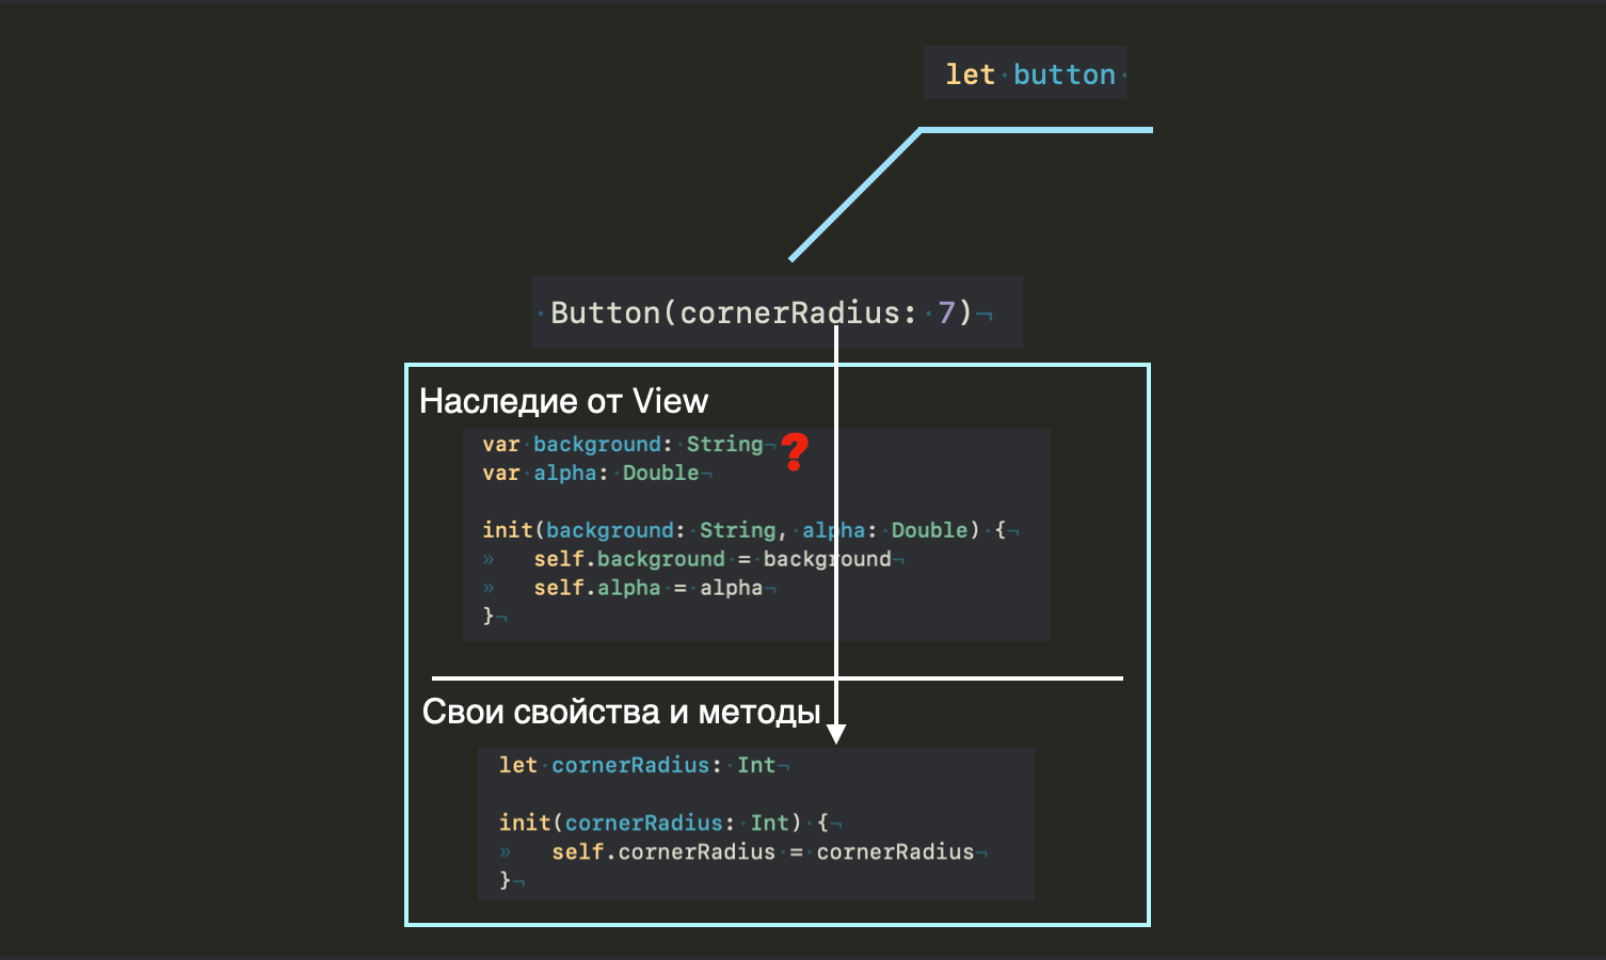 let button
Button(cornerRadius: 7)
Наследие от View
var background: String
?
var alpha: Double
init(background: String, alpha: Double) {
self.background = background
self.alpha = alpha
}
Свои свойства и методы
let cornerRadius: Int
init(cornerRadius: Int) {
self.cornerRadius = cornerRadius
}